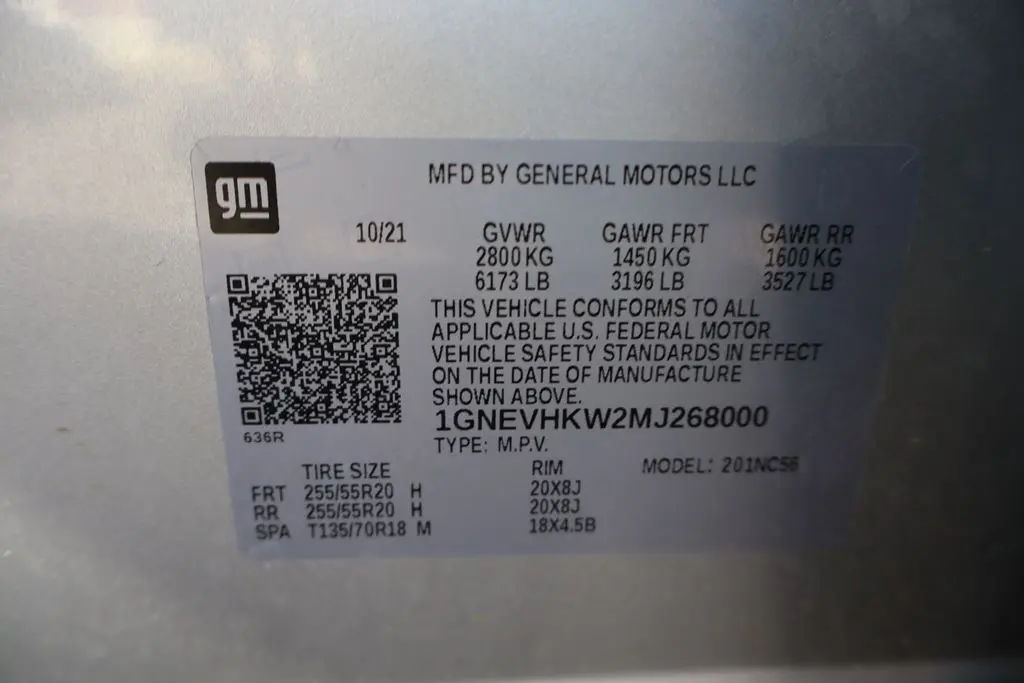 gm
MFD BY GENERAL MOTORS LLC
10/21 GVWR GAWR FRT GAWR RR
2800 KG 1450 KG 1600 KG
6173 LB 3196 LB 3527 LB
THIS VEHICLE CONFORMS TO ALL
APPLICABLE U.S. FEDERAL MOTOR
VEHICLE SAFETY STANDARDS IN EFFECT
ON THE DATE OF MANUFACTURE
SHOWN ABOVE.
1GNEVHKW2MJ268000
636R
TYPE: M.P.V.
TIRE SIZE RIM MODEL: 201NC56
FRT 255/55R20 H 20X8J
RR 255/55R20 H 20X8J
SPA T135/70R18 M 18X4.5B